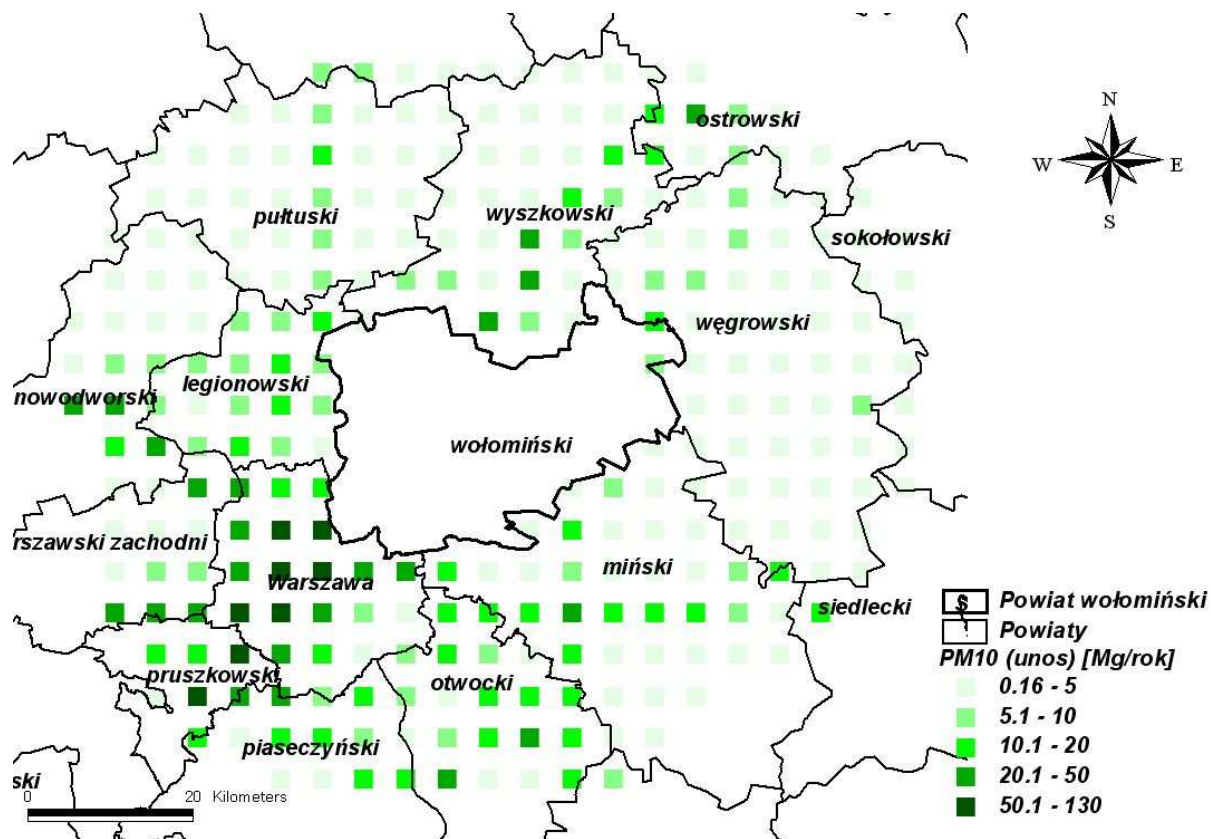 N
W E
S
ostrowski
pułtuski
wyszkowski
sokołowski
węgrowski
legionowski
nowodworski
wołomiński
rszawski zachodni
Warszawa
miński
siedlecki
pruszkowski
otwocki
piaseczyński
ski
0 20 Kilometers
$ Powiat wołomiński
Powiaty
PM10 (unos) [Mg/rok]
0.16 - 5
5.1 - 10
10.1 - 20
20.1 - 50
50.1 - 130